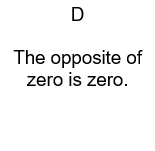 D
The opposite of
zero is zero.